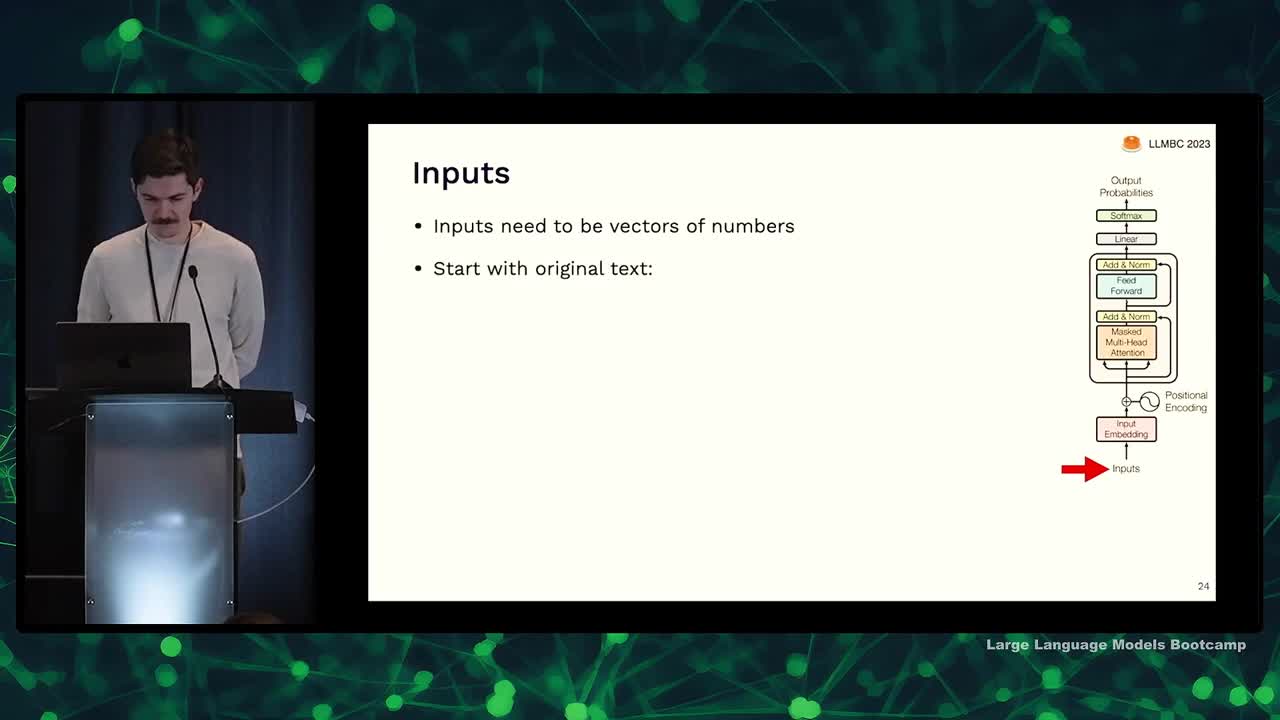 LLMBC 2023
Inputs
• Inputs need to be vectors of numbers
• Start with original text:
Output
Probabilities
Softmax
Linear
Add & Norm
Feed
Forward
Add & Norm
Masked
Multi-Head
Attention
Positional
Encoding
Input
Embedding
Inputs
24
Large Language Models Bootcamp